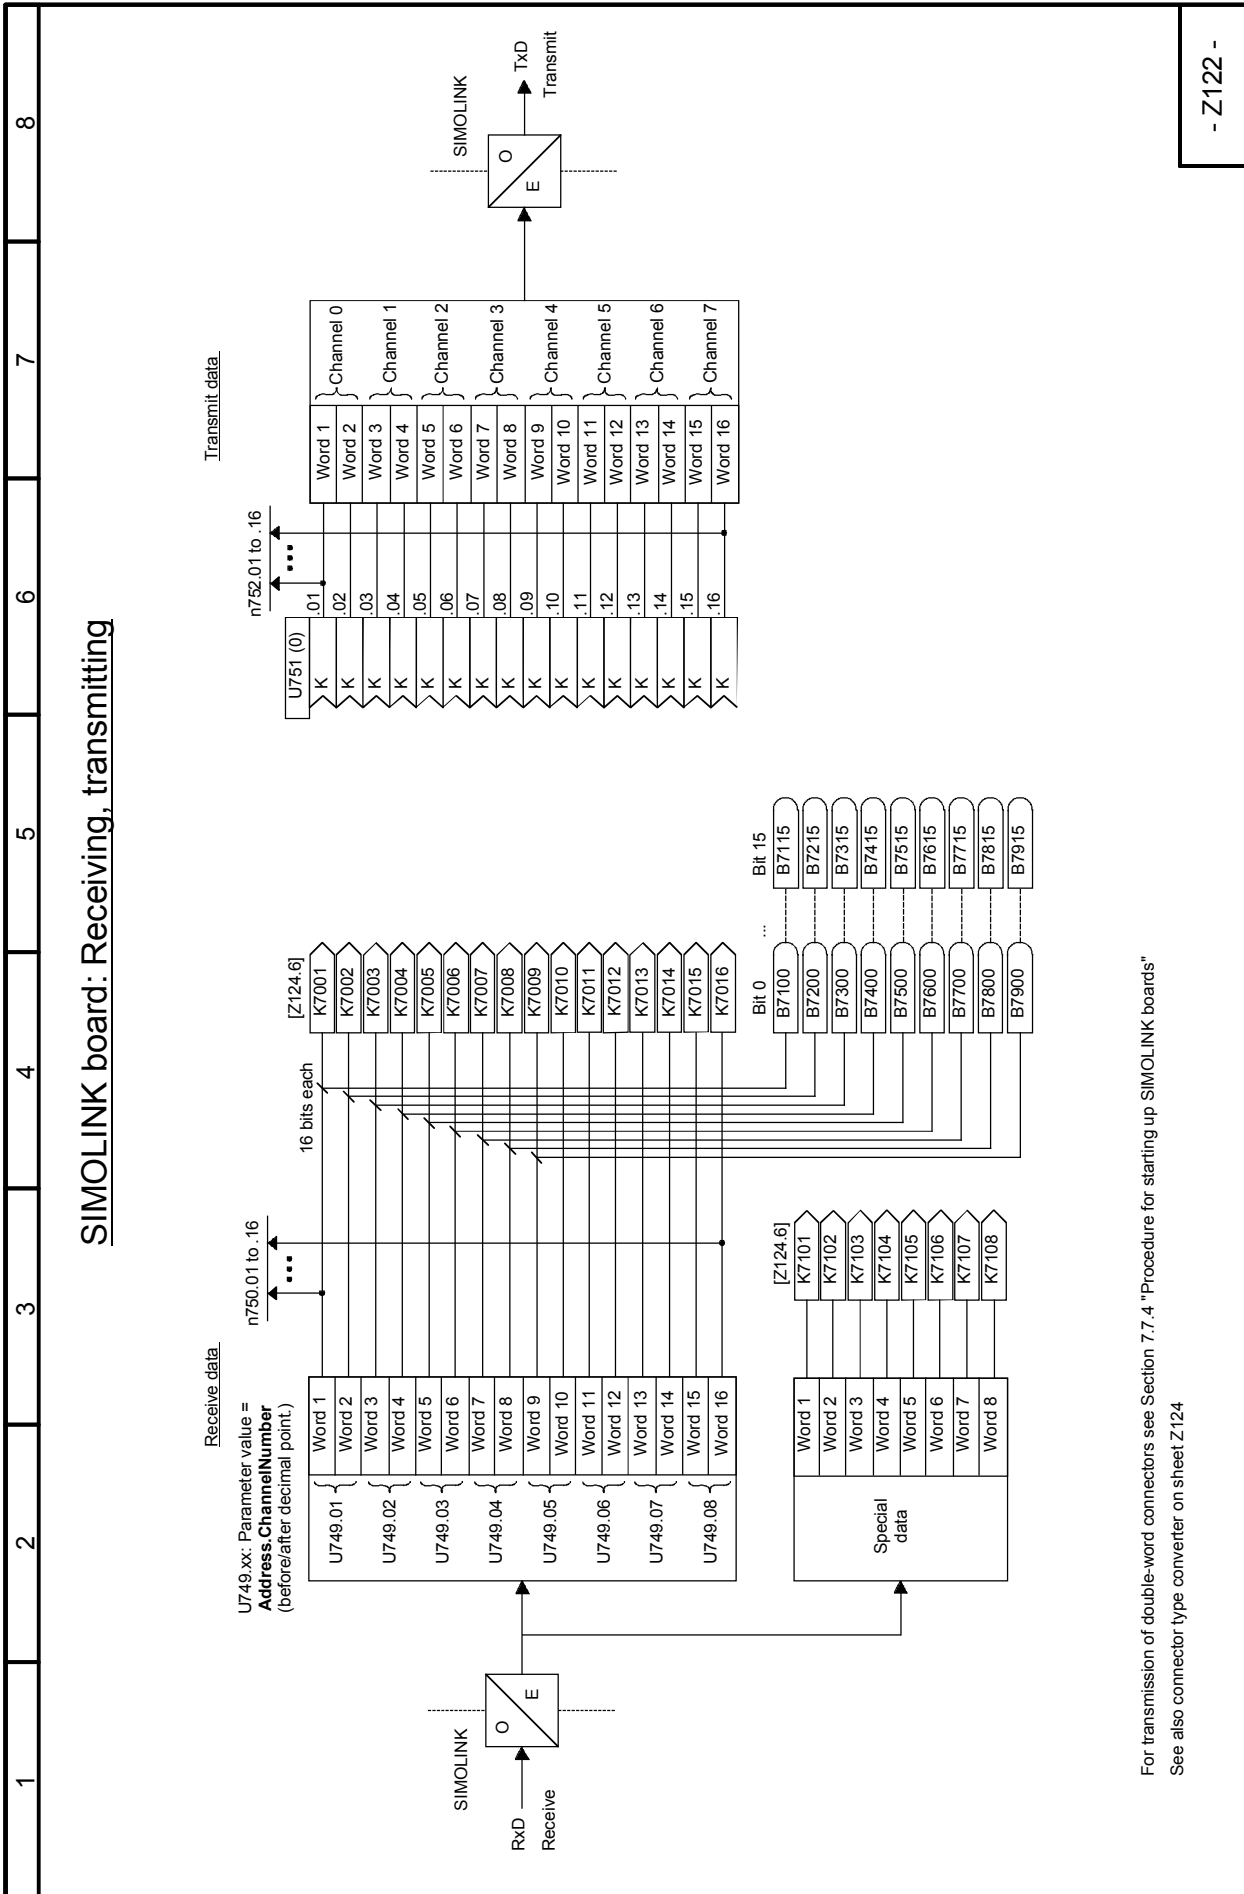 1
2
3
4
5
6
7
8
SIMOLINK board: Receiving, transmitting
Receive data
U749.xx: Parameter value =
Address.ChannelNumber
(before/after decimal point.)
SIMOLINK
O
E
RxD
Receive
U749.01
U749.02
U749.03
U749.04
U749.05
U749.06
U749.07
U749.08
Word 1
Word 2
Word 3
Word 4
Word 5
Word 6
Word 7
Word 8
Word 9
Word 10
Word 11
Word 12
Word 13
Word 14
Word 15
Word 16
n750.01 to .16
16 bits each
[Z124.6]
K7001
K7002
K7003
K7004
K7005
K7006
K7007
K7008
K7009
K7010
K7011
K7012
K7013
K7014
K7015
K7016
Special
data
Word 1
Word 2
Word 3
Word 4
Word 5
Word 6
Word 7
Word 8
[Z124.6]
K7101
K7102
K7103
K7104
K7105
K7106
K7107
K7108
Bit 0 ... Bit 15
B7100 B7115
B7200 B7215
B7300 B7315
B7400 B7415
B7500 B7515
B7600 B7615
B7700 B7715
B7800 B7815
B7900 B7915
Transmit data
n752.01 to .16
U751 (0)
K .01
K .02
K .03
K .04
K .05
K .06
K .07
K .08
K .09
K .10
K .11
K .12
K .13
K .14
K .15
K .16
Word 1
Word 2
Word 3
Word 4
Word 5
Word 6
Word 7
Word 8
Word 9
Word 10
Word 11
Word 12
Word 13
Word 14
Word 15
Word 16
Channel 0
Channel 1
Channel 2
Channel 3
Channel 4
Channel 5
Channel 6
Channel 7
SIMOLINK
O
E
TxD
Transmit
For transmission of double-word connectors see Section 7.7.4 "Procedure for starting up SIMOLINK boards"
See also connector type converter on sheet Z124
- Z122 -